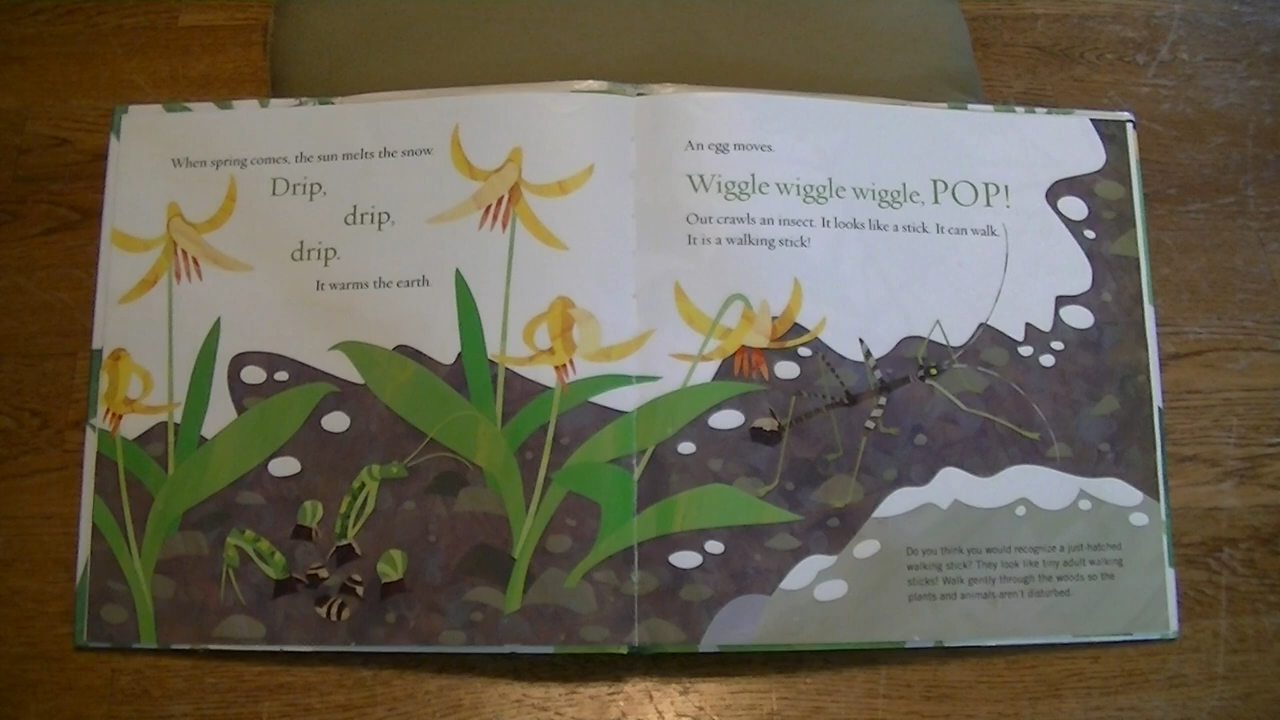 When spring comes, the sun melts the snow.
Drip,
drip,
drip.
It warms the earth.
An egg moves.
Wiggle wiggle wiggle, POP!
Out crawls an insect. It looks like a stick. It can walk.
It is a walking stick!
Do you think you would recognize a just-hatched
walking stick? They look like tiny adult walking
sticks! Walk gently through the woods so the
plants and animals aren't disturbed.